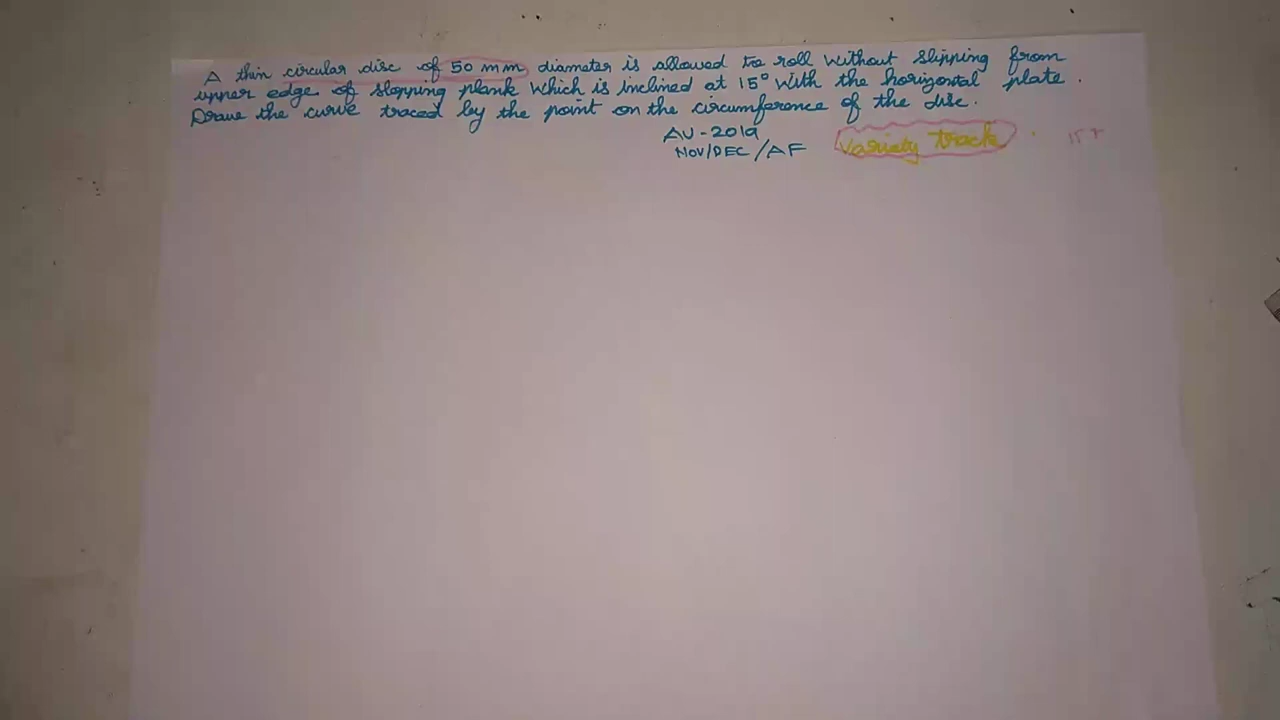 A thin circular disc of 50 mm diameter is allowed to roll without slipping from
upper edge of slopping plank which is inclined at 15° with the horizontal plate.
Draw the curve traced by the point on the circumference of the disc.
AU-2019
NOV/DEC/AF
Variety track